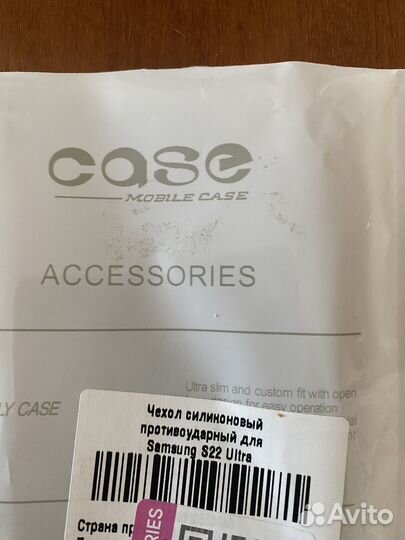 case
MOBILE CASE
ACCESSORIES
Ultra slim and custom fit with open
for easy operation
LY CASE
Чехол силиконовый
противоударный для
Samsung S22 Ultra
Страна
RIES
Avito